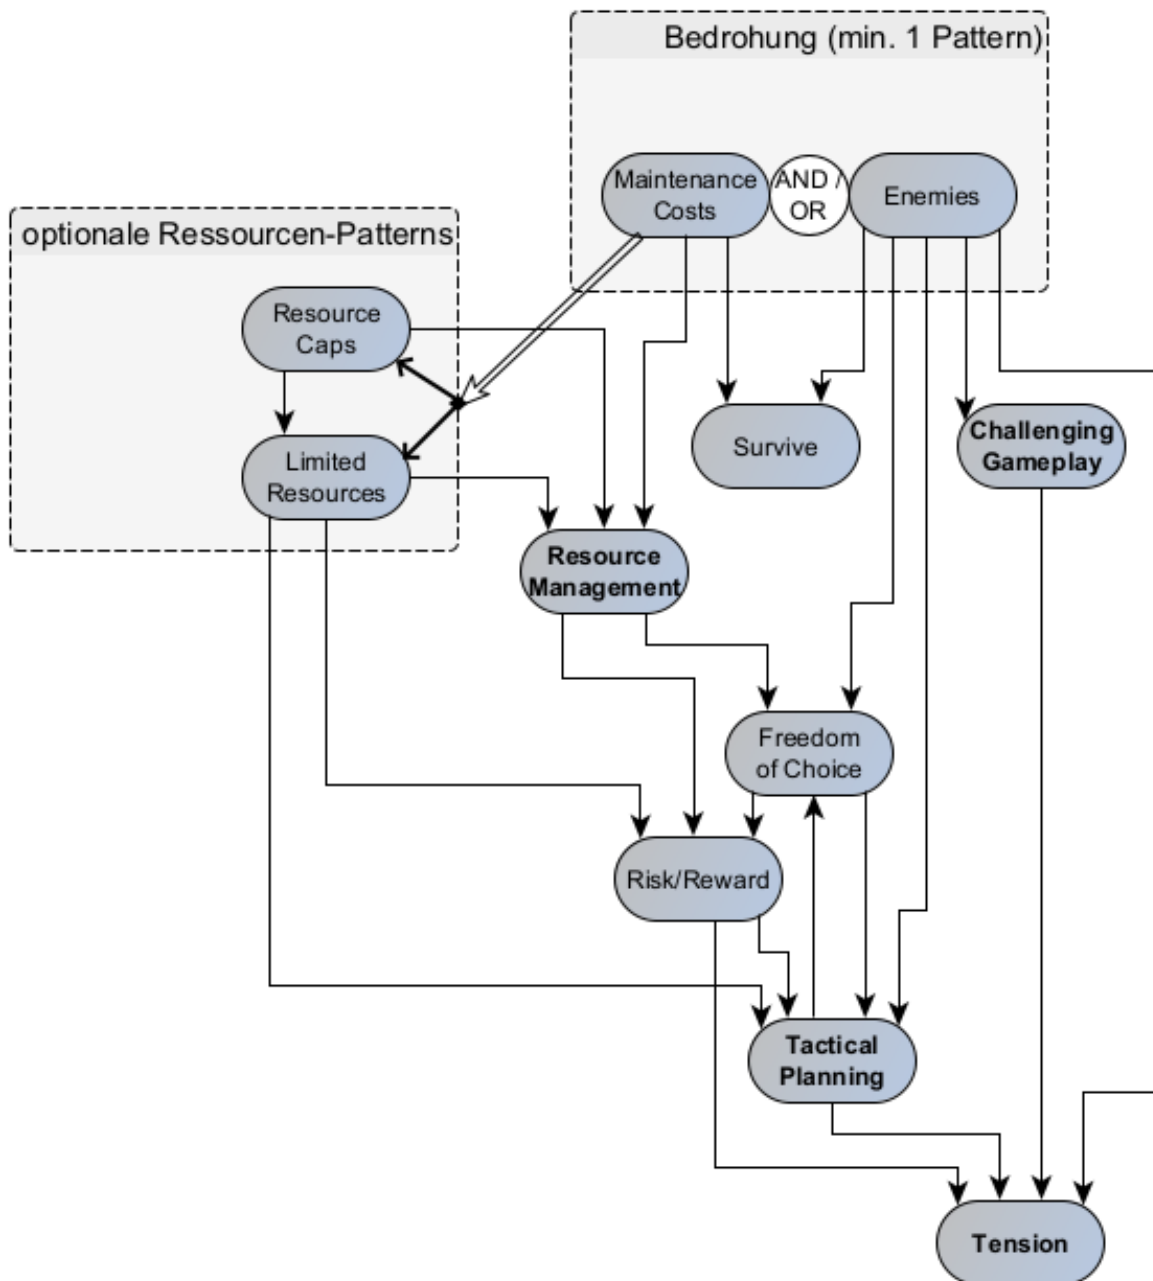 Bedrohung (min. 1 Pattern)
Maintenance
Costs
AND /
OR
Enemies
optionale Ressourcen-Patterns
Resource
Caps
Limited
Resources
Survive
Challenging
Gameplay
Resource
Management
Freedom
of Choice
Risk/Reward
Tactical
Planning
Tension